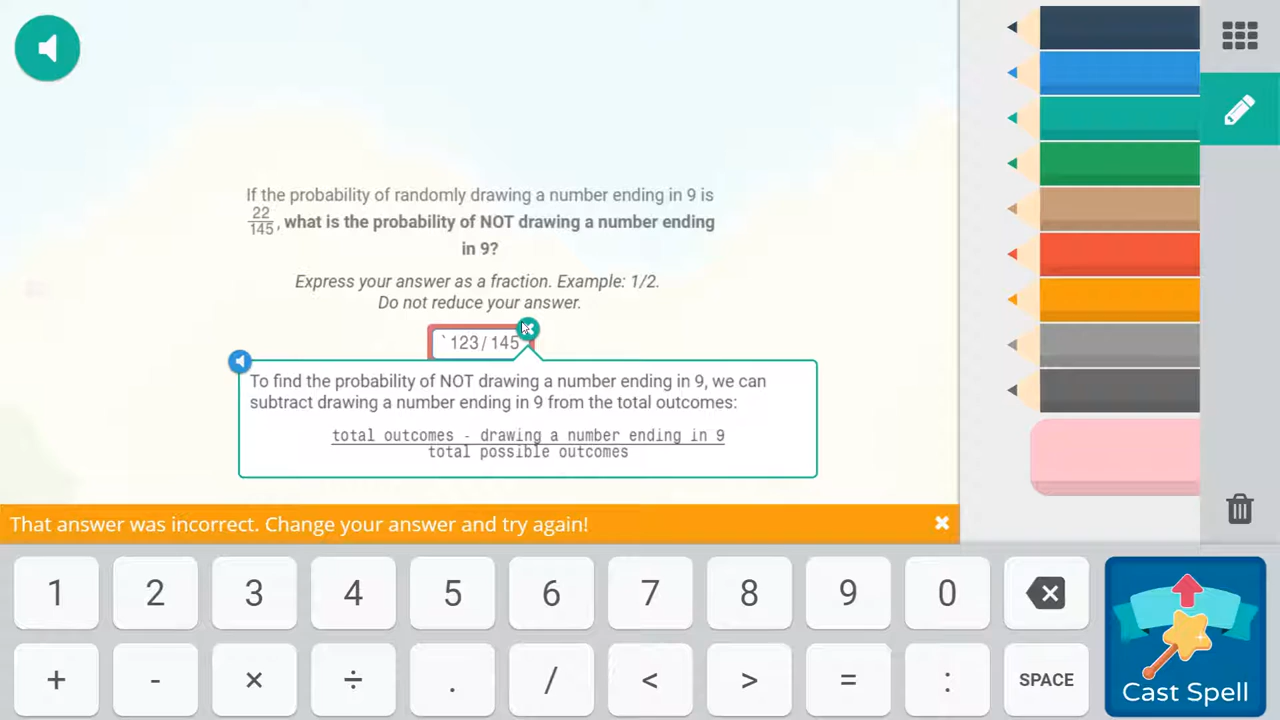 If the probability of randomly drawing a number ending in 9 is
22/145, what is the probability of NOT drawing a number ending
in 9?
Express your answer as a fraction. Example: 1/2.
Do not reduce your answer.
`123/145
To find the probability of NOT drawing a number ending in 9, we can
subtract drawing a number ending in 9 from the total outcomes:
total outcomes - drawing a number ending in 9
total possible outcomes
That answer was incorrect. Change your answer and try again!
1 2 3 4 5 6 7 8 9 0
+ - × ÷ . / < > = : SPACE
Cast Spell